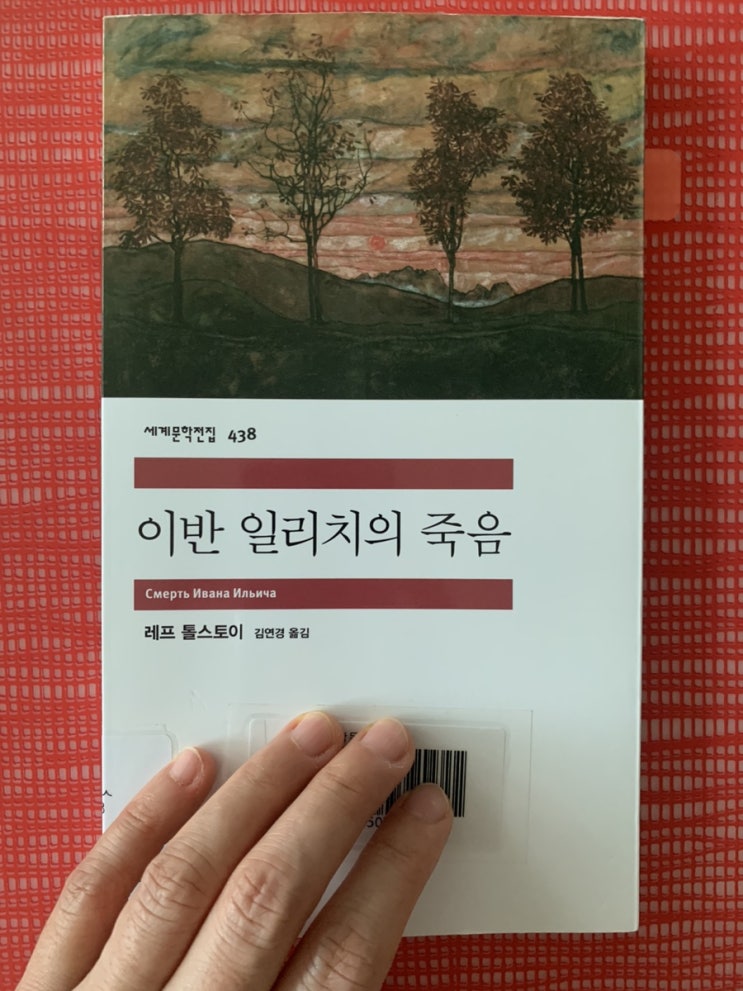 세계문학전집 438
이반 일리치의 죽음
Смерть Ивана Ильича
레프 톨스토이 김연경 옮김